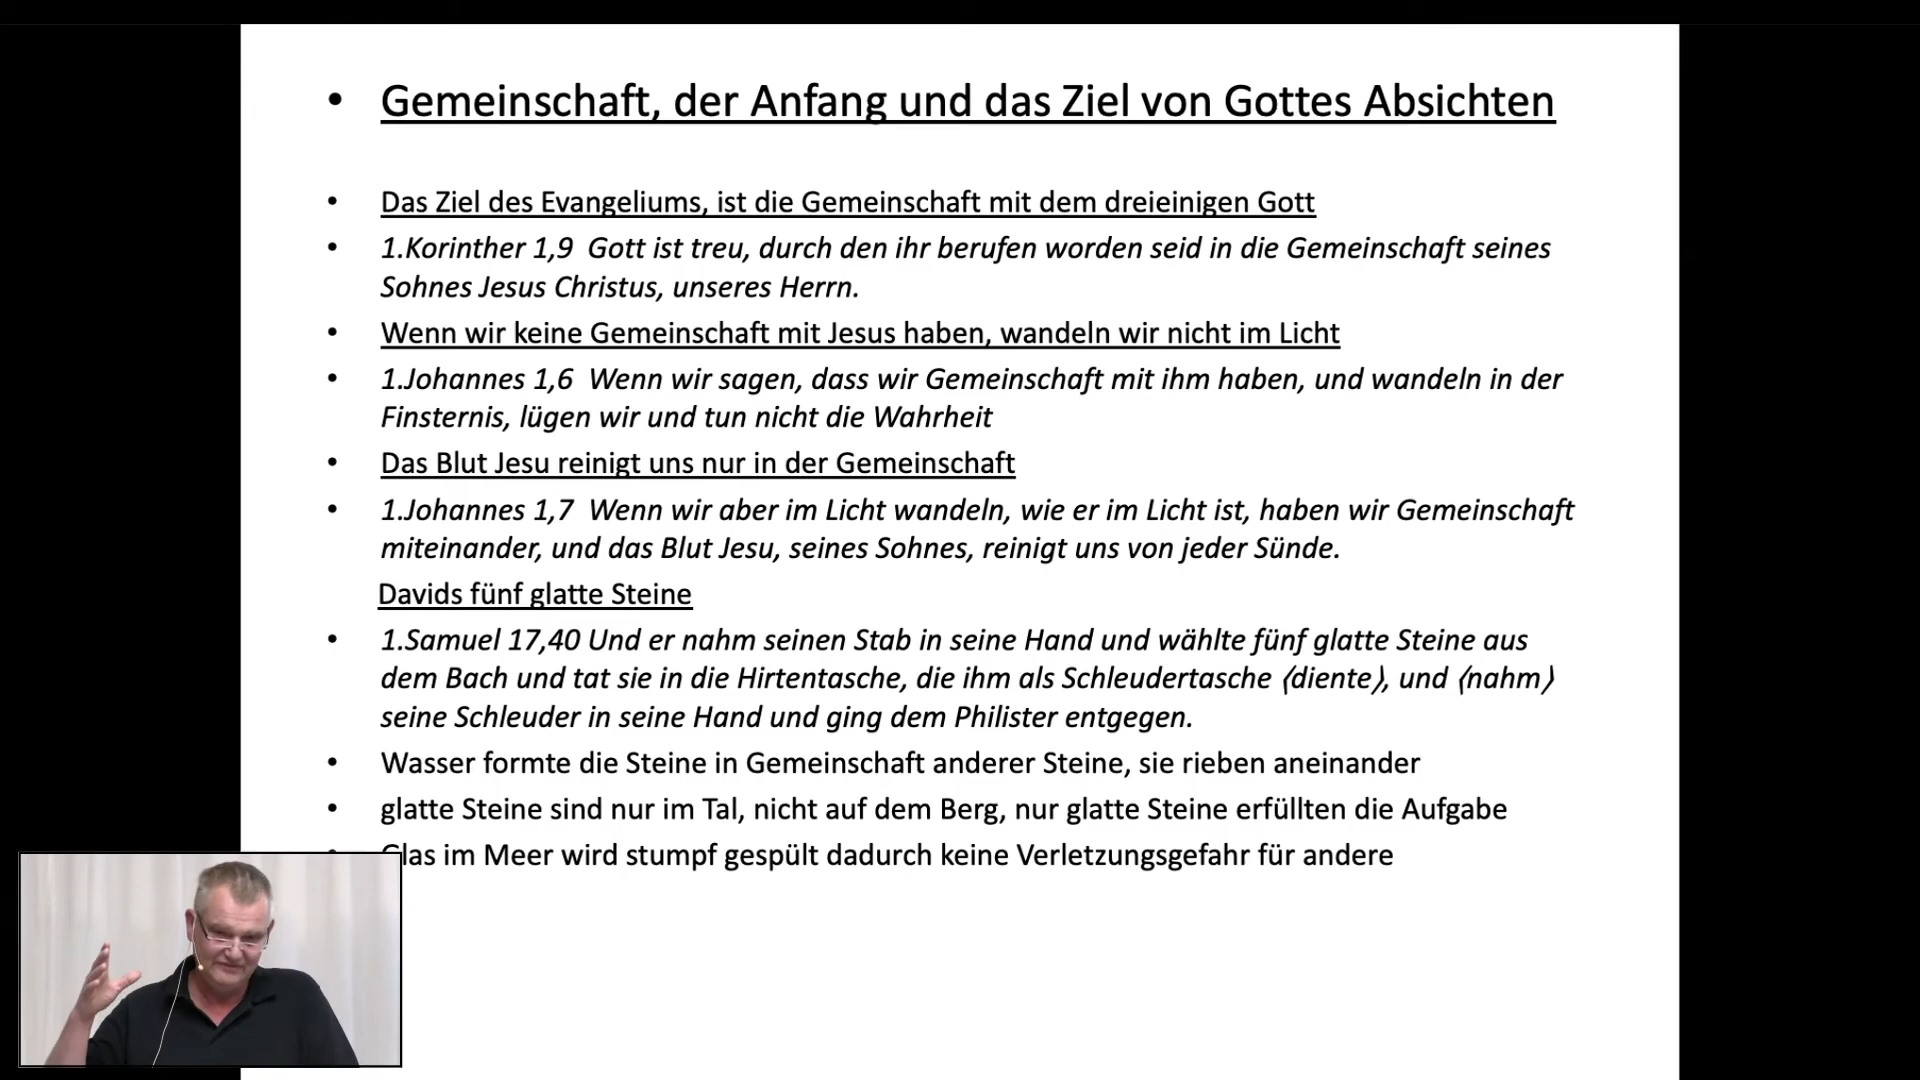 • Gemeinschaft, der Anfang und das Ziel von Gottes Absichten
• Das Ziel des Evangeliums, ist die Gemeinschaft mit dem dreieinigen Gott
• 1.Korinther 1,9 Gott ist treu, durch den ihr berufen worden seid in die Gemeinschaft seines
Sohnes Jesus Christus, unseres Herrn.
• Wenn wir keine Gemeinschaft mit Jesus haben, wandeln wir nicht im Licht
• 1.Johannes 1,6 Wenn wir sagen, dass wir Gemeinschaft mit ihm haben, und wandeln in der
Finsternis, lügen wir und tun nicht die Wahrheit
• Das Blut Jesu reinigt uns nur in der Gemeinschaft
• 1.Johannes 1,7 Wenn wir aber im Licht wandeln, wie er im Licht ist, haben wir Gemeinschaft
miteinander, und das Blut Jesu, seines Sohnes, reinigt uns von jeder Sünde.
Davids fünf glatte Steine
• 1.Samuel 17,40 Und er nahm seinen Stab in seine Hand und wählte fünf glatte Steine aus
dem Bach und tat sie in die Hirtentasche, die ihm als Schleudertasche ⟨diente⟩, und ⟨nahm⟩
seine Schleuder in seine Hand und ging dem Philister entgegen.
• Wasser formte die Steine in Gemeinschaft anderer Steine, sie rieben aneinander
• glatte Steine sind nur im Tal, nicht auf dem Berg, nur glatte Steine erfüllten die Aufgabe
• Glas im Meer wird stumpf gespült dadurch keine Verletzungsgefahr für andere